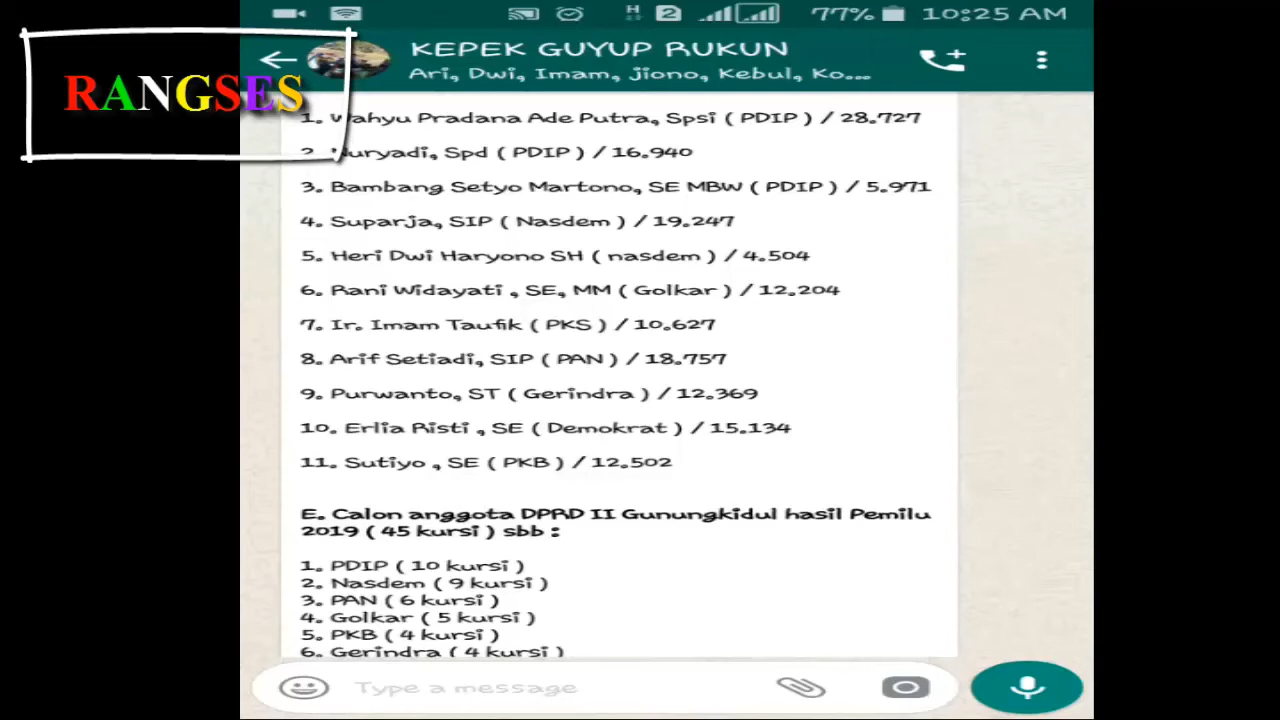 H
2
77%
10:25 AM
RANGSES
KEPEK GUYUP RUKUN
Ari, Dwi, Imam, jiono, Kebul, Ko...
1. Wahyu Pradana Ade Putra, Spsi ( PDIP ) / 28.727
2. Nuryadi, Spd ( PDIP ) / 16.940
3. Bambang Setyo Martono, SE MBW ( PDIP ) / 5.971
4. Suparja, SIP ( Nasdem ) / 19.247
5. Heri Dwi Haryono SH ( nasdem ) / 4.504
6. Rani Widayati , SE, MM ( Golkar ) / 12.204
7. Ir. Imam Taufik ( PKS ) / 10.627
8. Arif Setiadi, SIP ( PAN ) / 18.757
9. Purwanto, ST ( Gerindra ) / 12.369
10. Erlia Risti , SE ( Demokrat ) / 15.134
11. Sutiyo , SE ( PKB ) / 12.502
E. Calon anggota DPRD II Gunungkidul hasil Pemilu
2019 ( 45 kursi ) sbb :
1. PDIP ( 10 kursi )
2. Nasdem ( 9 kursi )
3. PAN ( 6 kursi )
4. Golkar ( 5 kursi )
5. PKB ( 4 kursi )
6. Gerindra ( 4 kursi )
Type a message